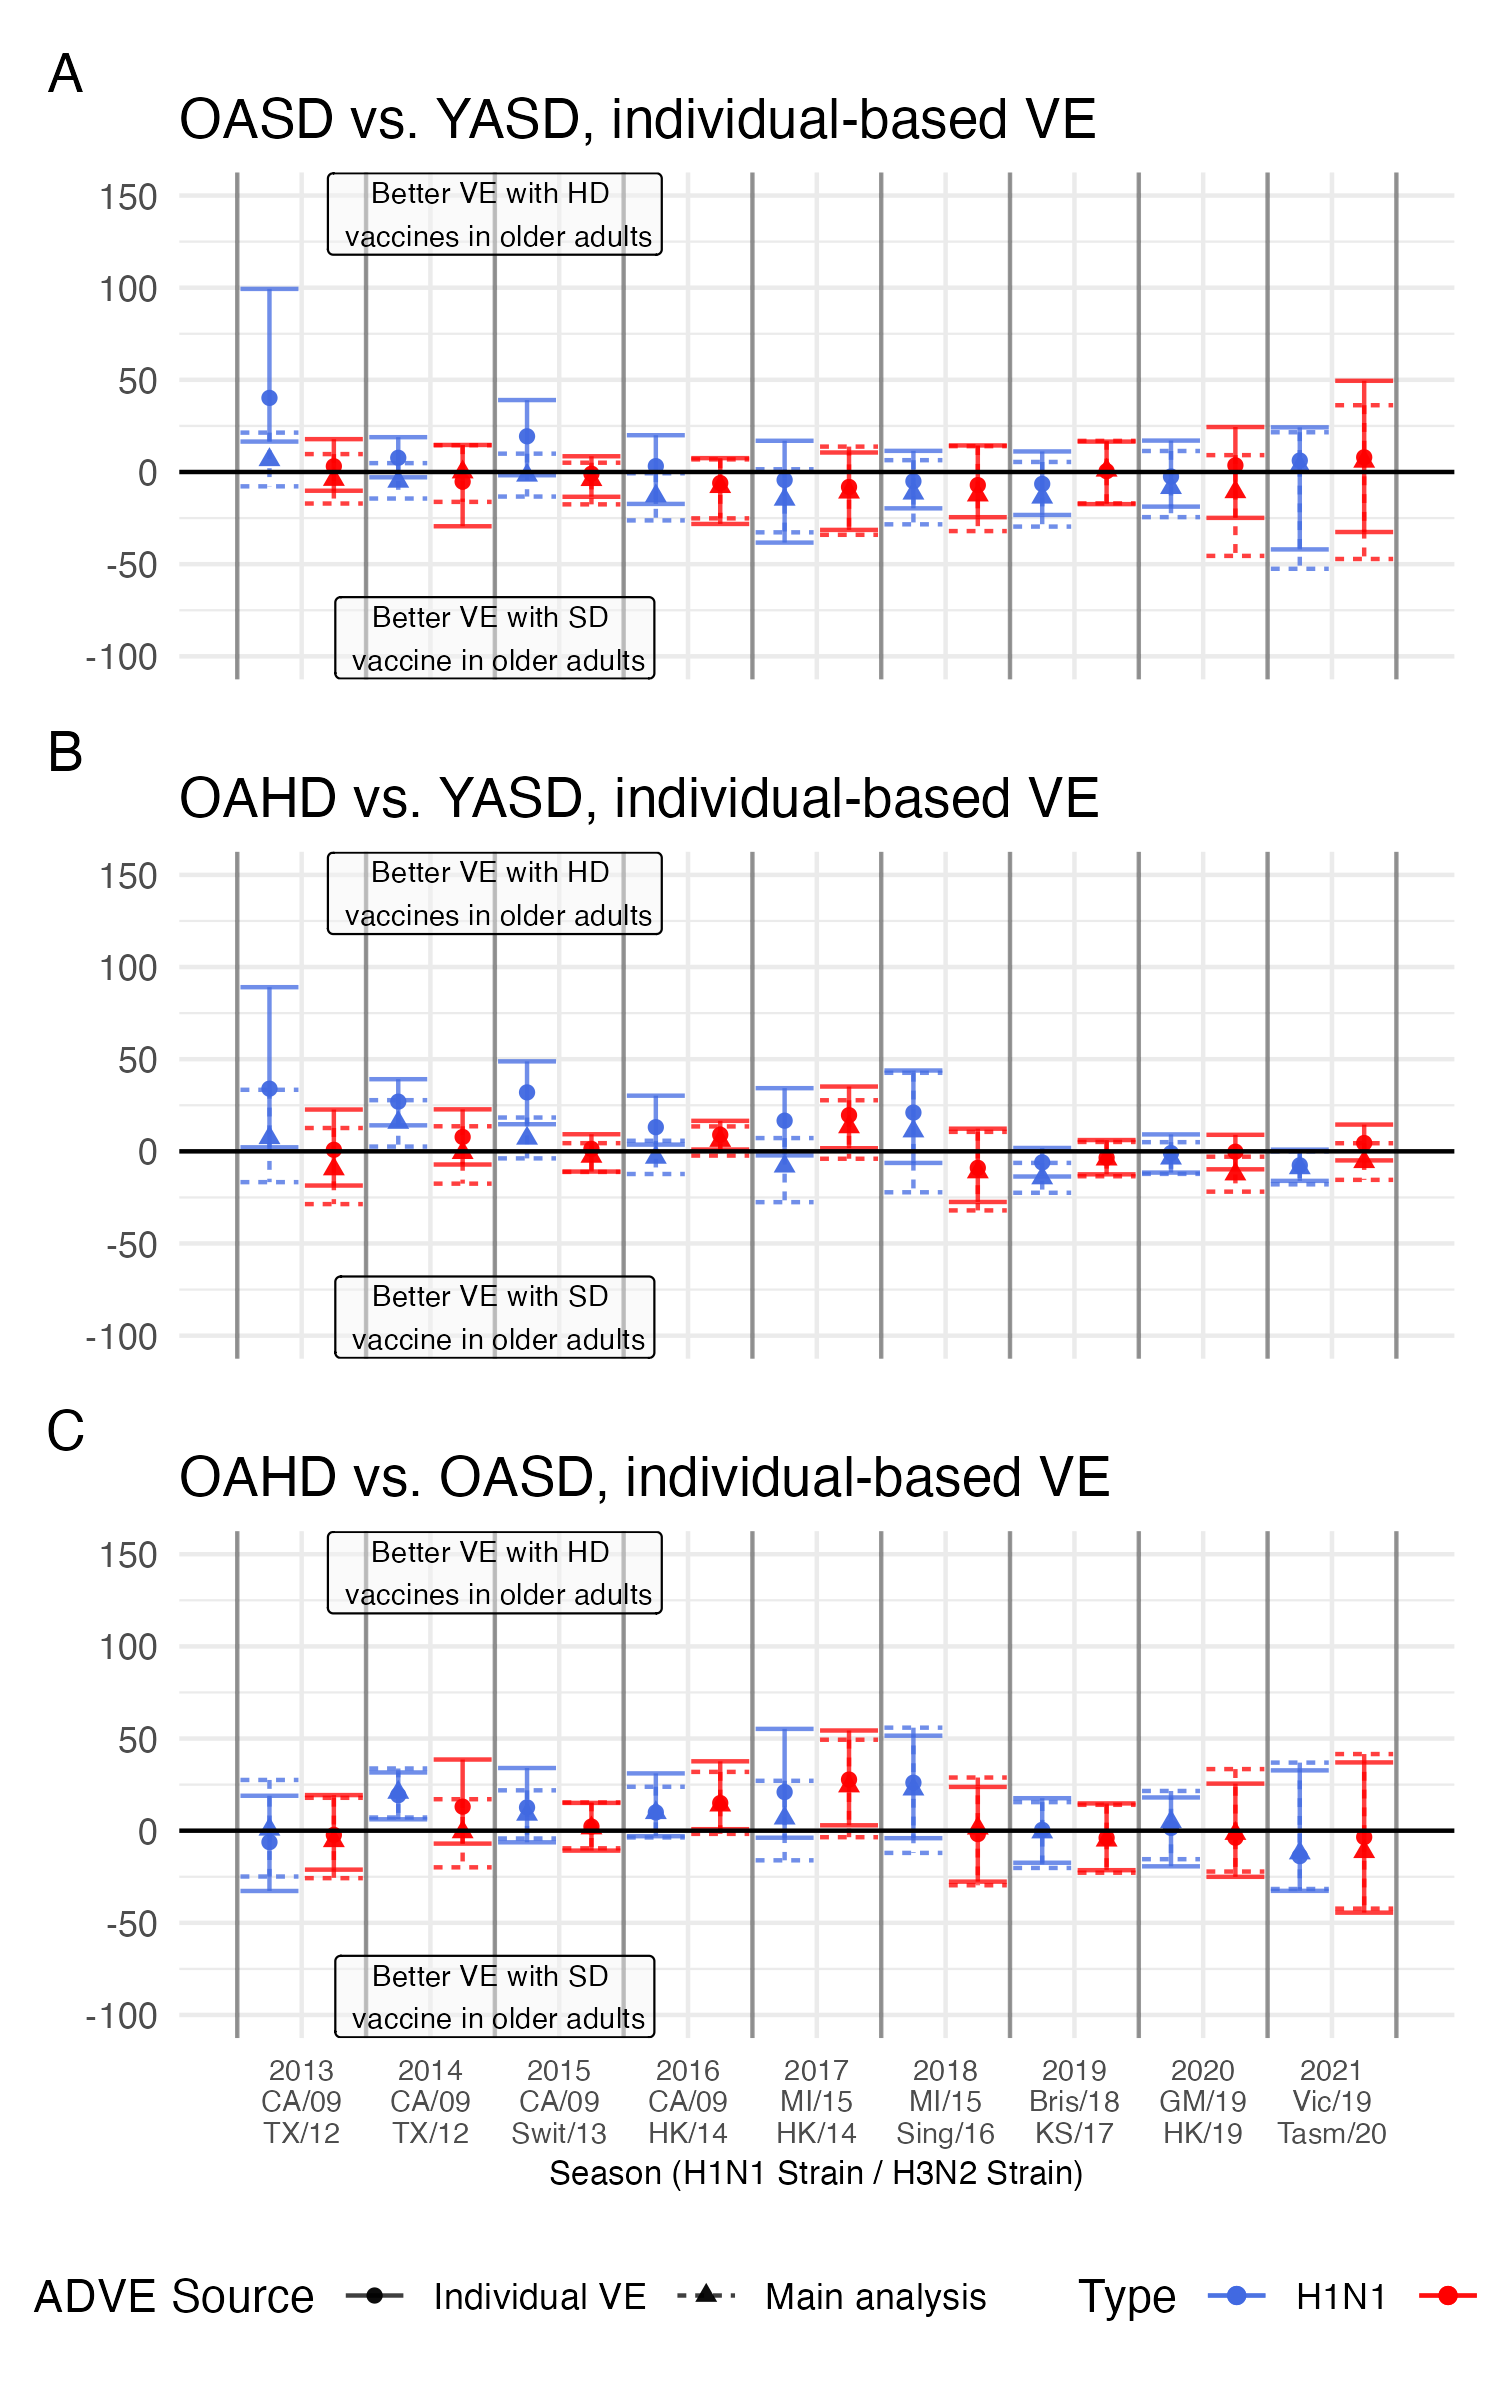 A
OASD vs. YASD, individual-based VE
150
100
50
0
-50
-100
Better VE with HD
vaccines in older adults
Better VE with SD
vaccine in older adults
B
OAHD vs. YASD, individual-based VE
150
100
50
0
-50
-100
Better VE with HD
vaccines in older adults
Better VE with SD
vaccine in older adults
C
OAHD vs. OASD, individual-based VE
150
100
50
0
-50
-100
Better VE with HD
vaccines in older adults
Better VE with SD
vaccine in older adults
2013 2014 2015 2016 2017 2018 2019 2020 2021
CA/09 CA/09 CA/09 CA/09 MI/15 MI/15 Bris/18 GM/19 Vic/19
TX/12 TX/12 Swit/13 HK/14 HK/14 Sing/16 KS/17 HK/19 Tasm/20
Season (H1N1 Strain / H3N2 Strain)
ADVE Source Individual VE Main analysis Type H1N1